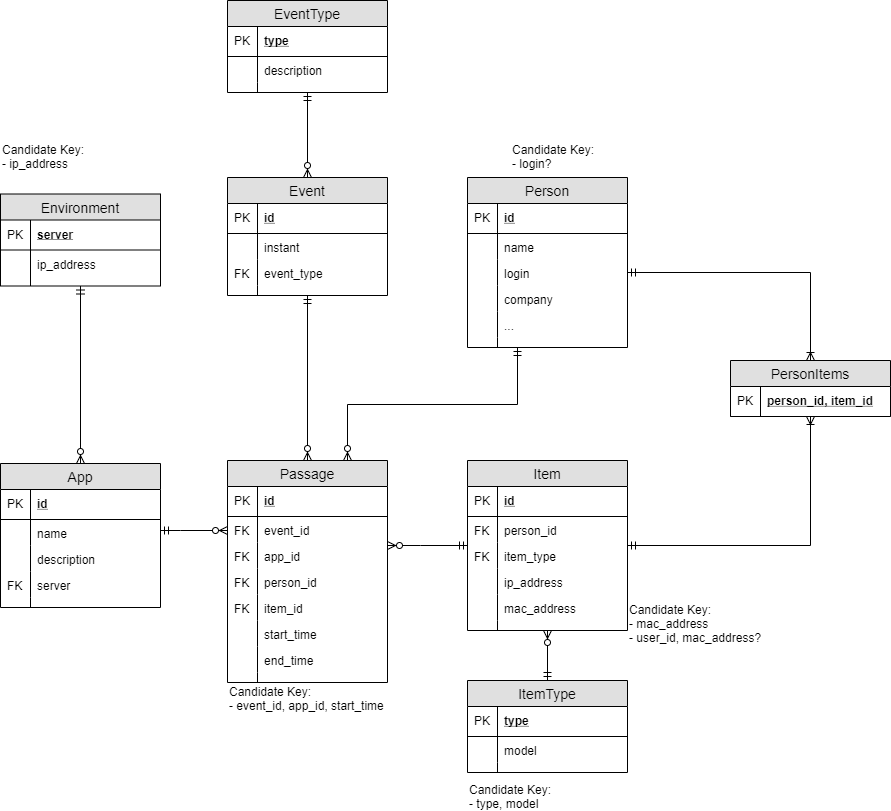 EventType
PK type
description
Candidate Key:
- ip_address
Environment
PK server
ip_address
Event
PK id
instant
FK event_type
Candidate Key:
- login?
Person
PK id
name
login
company
...
PersonItems
PK person_id, item_id
App
PK id
name
description
FK server
Passage
PK id
FK event_id
FK app_id
FK person_id
FK item_id
start_time
end_time
Candidate Key:
- event_id, app_id, start_time
Item
PK id
FK person_id
FK item_type
ip_address
mac_address
Candidate Key:
- mac_address
- user_id, mac_address?
ItemType
PK type
model
Candidate Key:
- type, model